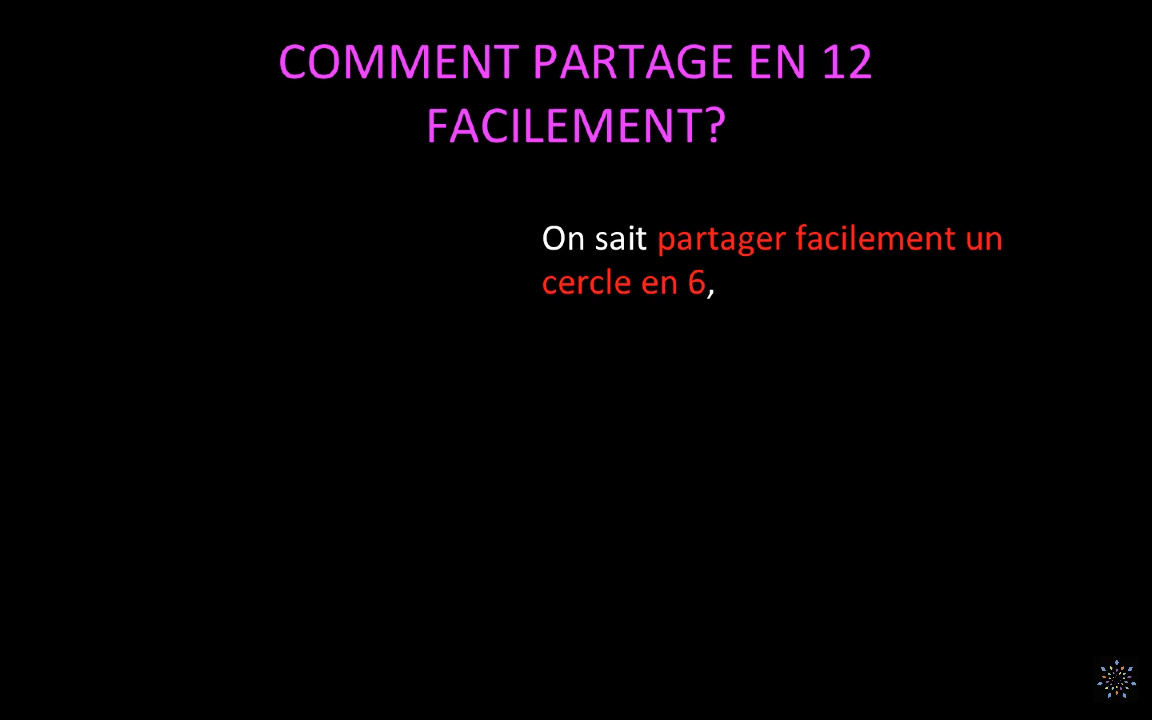 COMMENT PARTAGE EN 12
FACILEMENT?
On sait partager facilement un
cercle en 6,